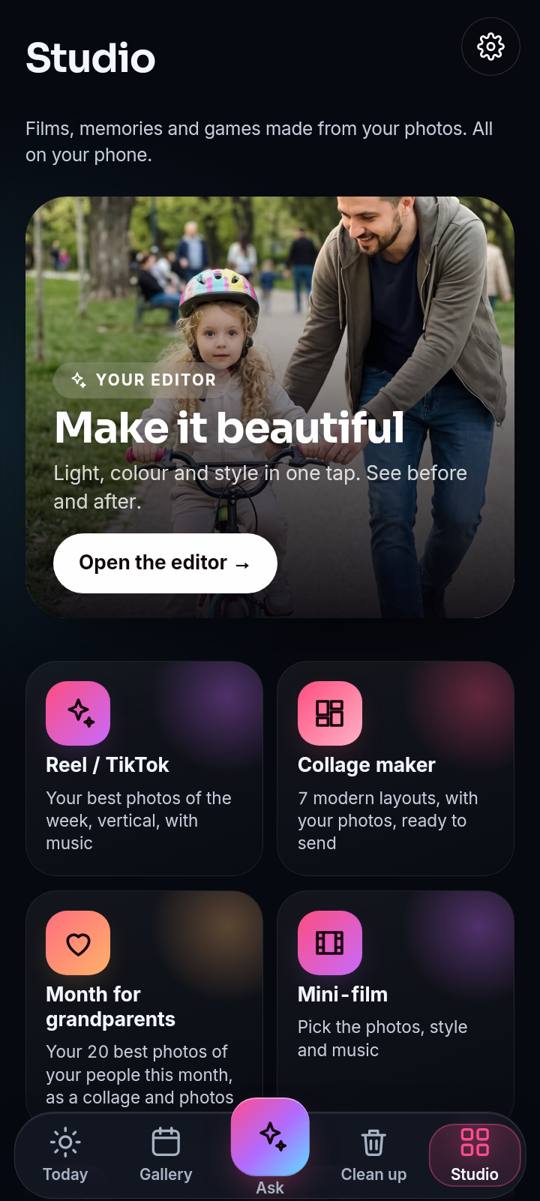 Studio
Films, memories and games made from your photos. All
on your phone.
YOUR EDITOR
Make it beautiful
Light, colour and style in one tap. See before
and after.
Open the editor →
Reel / TikTok
Your best photos of the
week, vertical, with
music
Collage maker
7 modern layouts, with
your photos, ready to
send
Month for
grandparents
Your 20 best photos of
your people this month,
as a collage and photos
Mini-film
Pick the photos, style
and music
Today
Gallery
Ask
Clean up
Studio